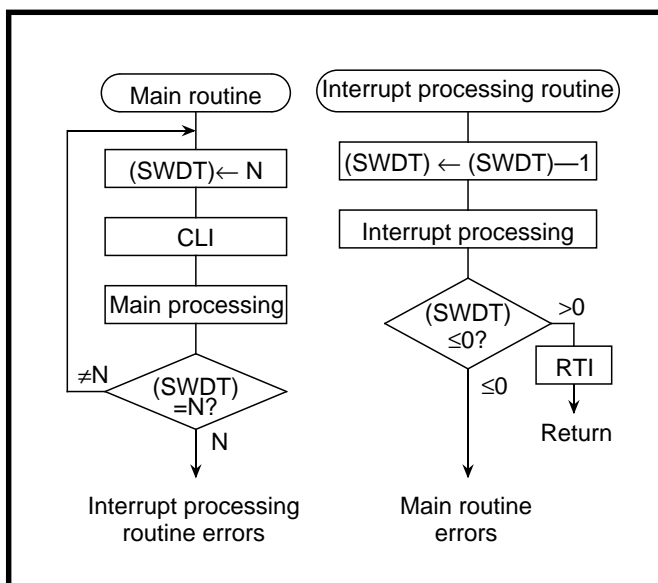 Main routine
(SWDT)← N
CLI
Main processing
≠N
(SWDT)
=N?
N
Interrupt processing
routine errors
Interrupt processing routine
(SWDT) ← (SWDT)—1
Interrupt processing
>0
(SWDT)
≤0?
≤0
RTI
Return
Main routine
errors